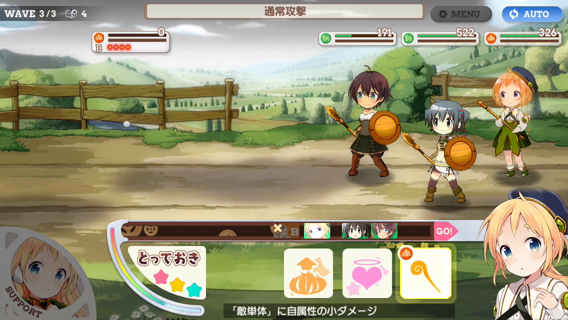 WAVE 3/3 4
通常攻撃
MENU
AUTO
0
B
191
522
326
B
GO!
とっておき
SUPPORT
「敵単体」に自属性の小ダメージ